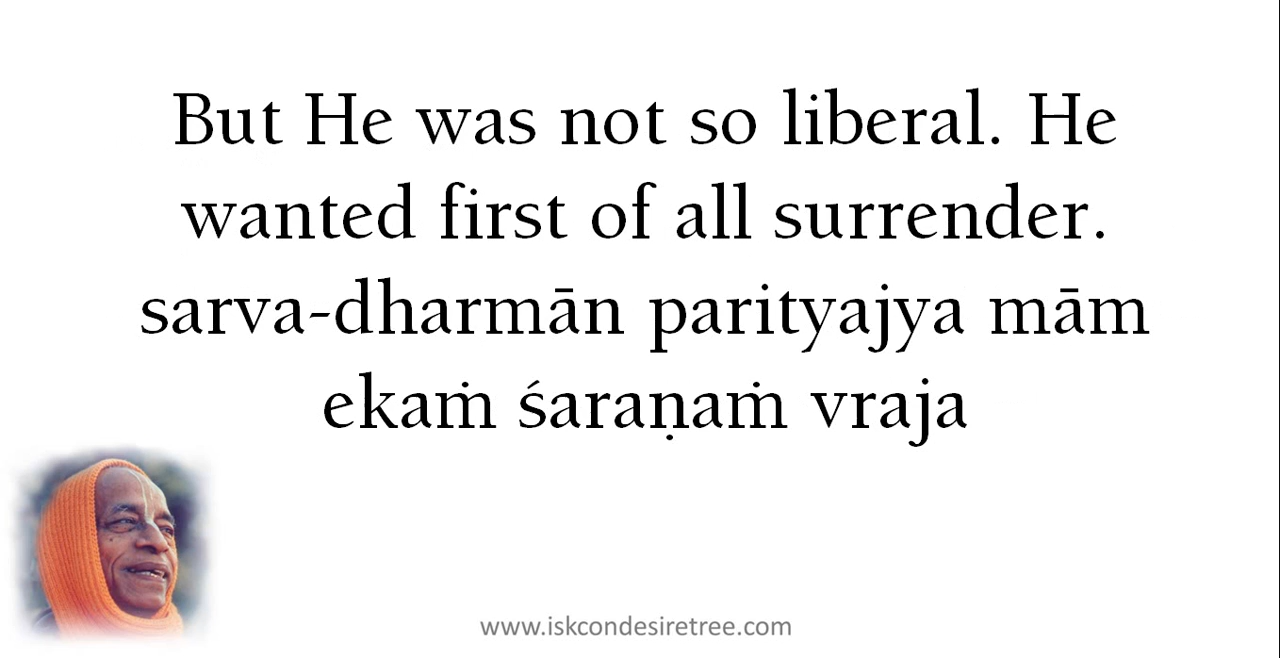 But He was not so liberal. He
wanted first of all surrender.
sarva-dharmān parityajya mām
ekaṁ śaraṇaṁ vraja
www.iskcondesiretree.com